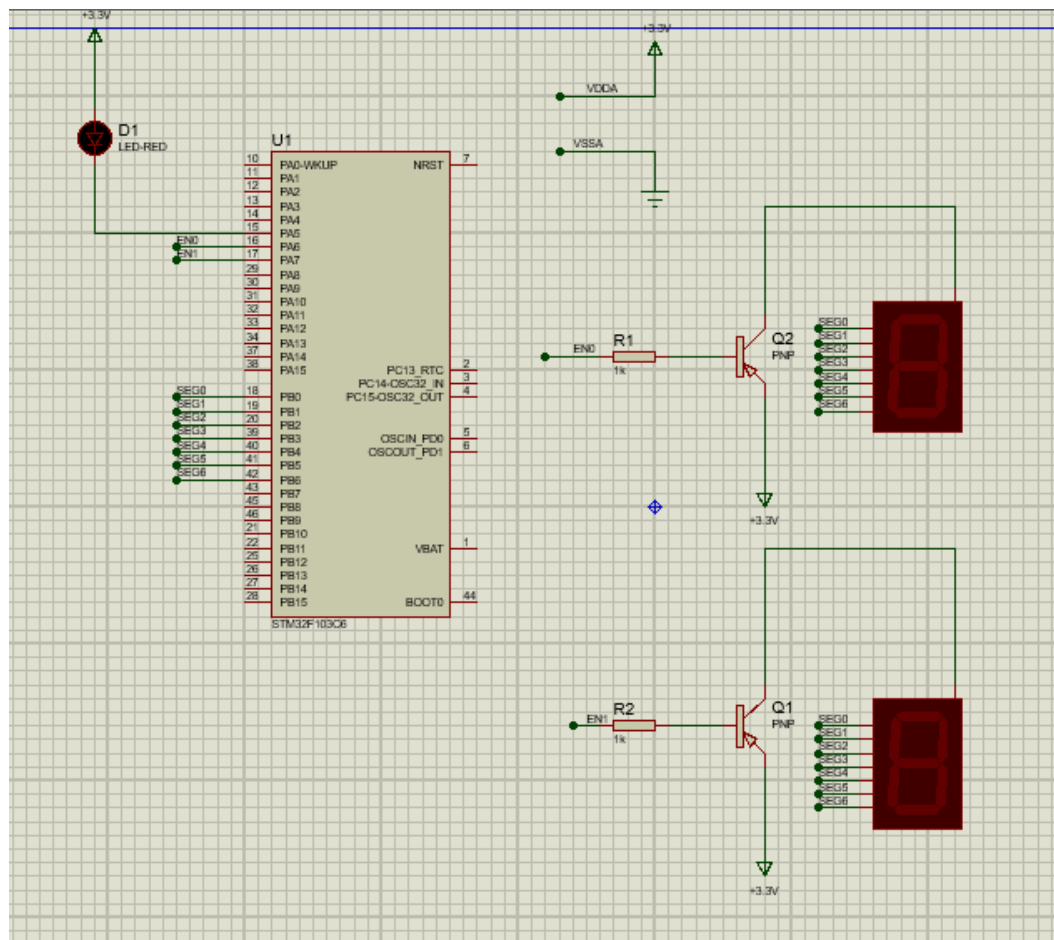 +3.3V
+3.3V
VDDA
D1
LED-RED
VSSA
U1
10 PA0-WKUP NRST 7
11 PA1
12 PA2
13 PA3
14 PA4
15 PA5
EN0 16 PA6
EN1 17 PA7
29 PA8
30 PA9
31 PA10
32 PA11
33 PA12
34 PA13
37 PA14
38 PA15
PC13_RTC 2
PC14-OSC32_IN 3
PC15-OSC32_OUT 4
SEG0 18 PB0
SEG1 19 PB1
SEG2 20 PB2
SEG3 39 PB3
SEG4 40 PB4
SEG5 41 PB5
SEG6 42 PB6
43 PB7
45 PB8
46 PB9
21 PB10
22 PB11
25 PB12
26 PB13
27 PB14
28 PB15
OSCIN_PD0 5
OSCOUT_PD1 6
VBAT 1
BOOT0 44
STM32F103C6
EN0
R1
1k
Q2
PNP
SEG0
SEG1
SEG2
SEG3
SEG4
SEG5
SEG6
+3.3V
EN1
R2
1k
Q1
PNP
SEG0
SEG1
SEG2
SEG3
SEG4
SEG5
SEG6
+3.3V